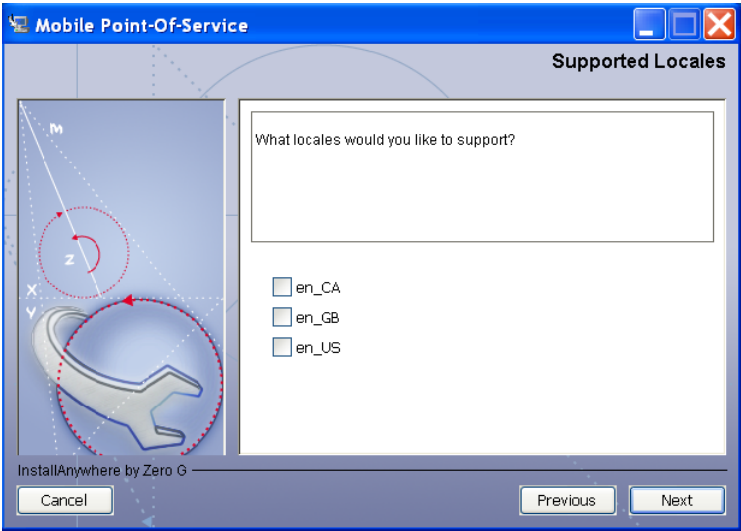 Mobile Point-Of-Service
Supported Locales
M
Z
X
Y
What locales would you like to support?
en_CA
en_GB
en_US
InstallAnywhere by Zero G
Cancel
Previous
Next